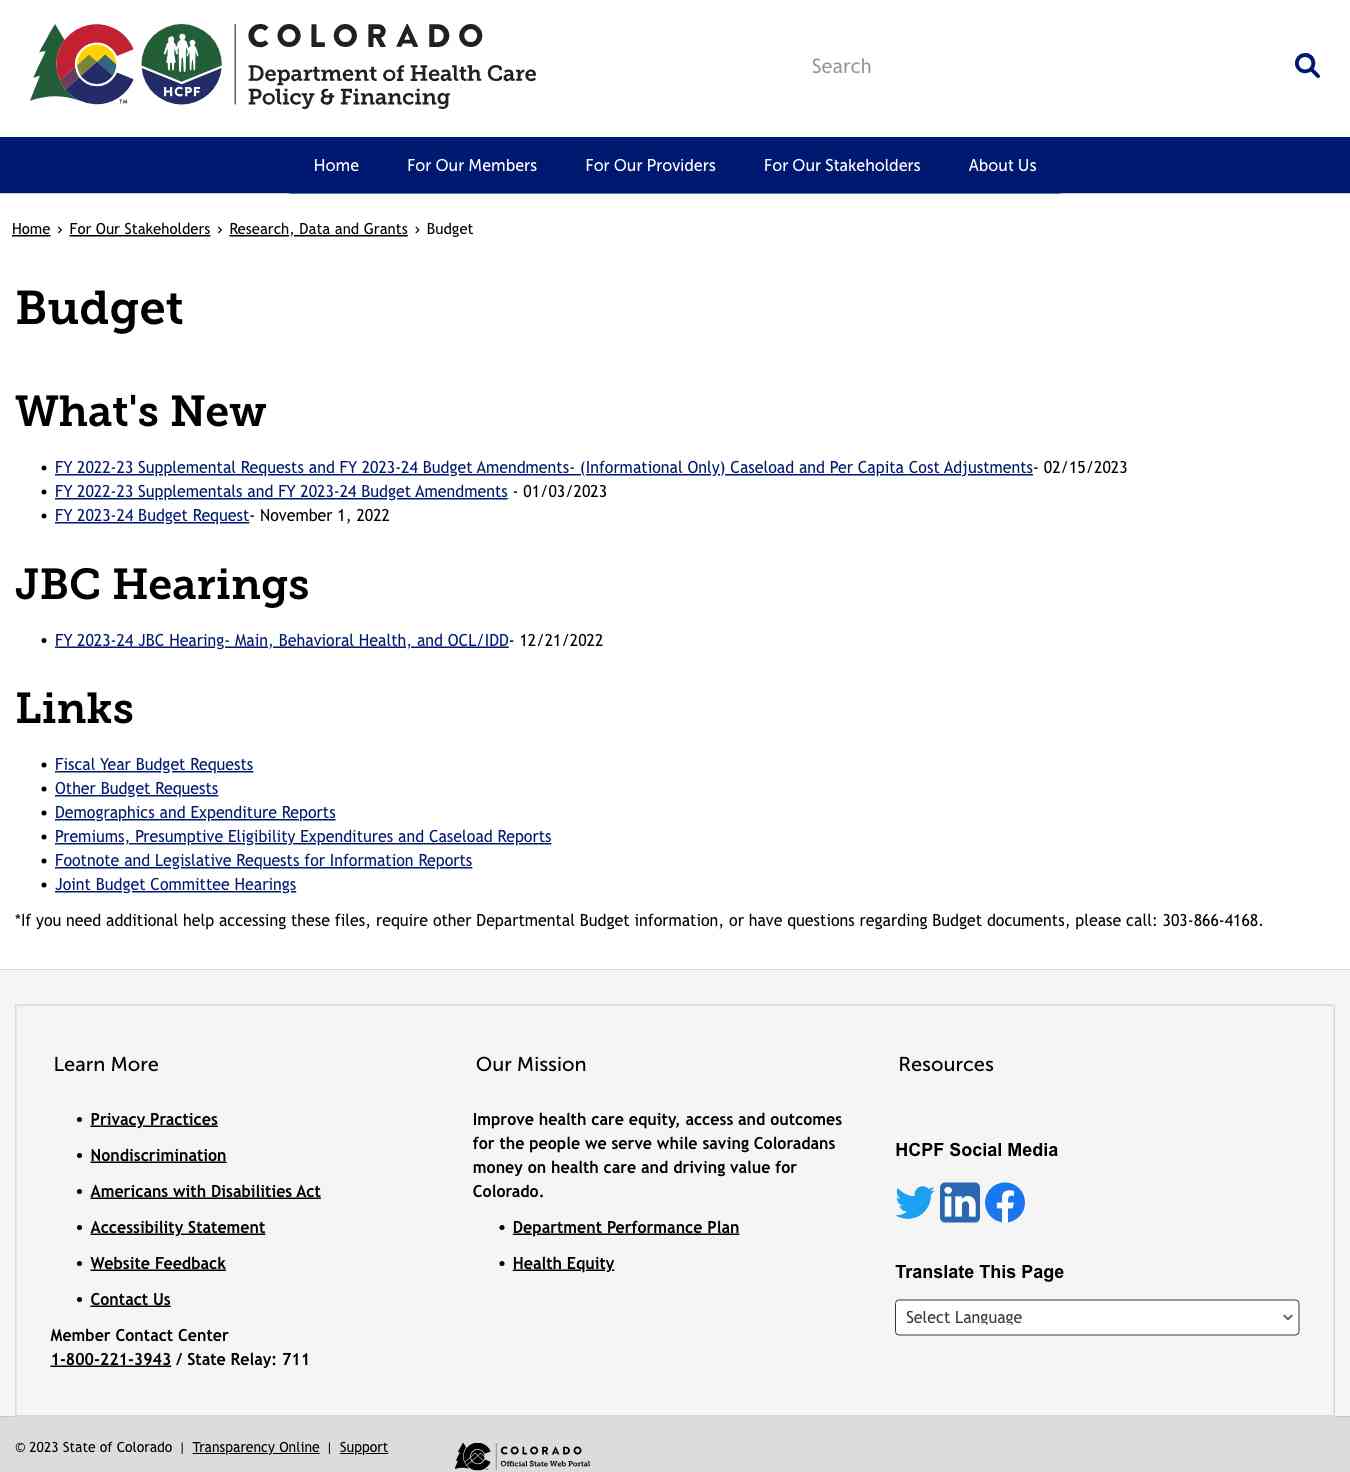 COLORADO
Department of Health Care
Policy & Financing
HCPF
TM
Search
Home
For Our Members
For Our Providers
For Our Stakeholders
About Us
Home › For Our Stakeholders › Research, Data and Grants › Budget
Budget
What's New
• FY 2022-23 Supplemental Requests and FY 2023-24 Budget Amendments- (Informational Only) Caseload and Per Capita Cost Adjustments- 02/15/2023
• FY 2022-23 Supplementals and FY 2023-24 Budget Amendments - 01/03/2023
• FY 2023-24 Budget Request- November 1, 2022
JBC Hearings
• FY 2023-24 JBC Hearing- Main, Behavioral Health, and OCL/IDD- 12/21/2022
Links
• Fiscal Year Budget Requests
• Other Budget Requests
• Demographics and Expenditure Reports
• Premiums, Presumptive Eligibility Expenditures and Caseload Reports
• Footnote and Legislative Requests for Information Reports
• Joint Budget Committee Hearings
*If you need additional help accessing these files, require other Departmental Budget information, or have questions regarding Budget documents, please call: 303-866-4168.
Learn More
• Privacy Practices
• Nondiscrimination
• Americans with Disabilities Act
• Accessibility Statement
• Website Feedback
• Contact Us
Member Contact Center
1-800-221-3943 / State Relay: 711
Our Mission
Improve health care equity, access and outcomes
for the people we serve while saving Coloradans
money on health care and driving value for
Colorado.
• Department Performance Plan
• Health Equity
Resources
HCPF Social Media
in
Translate This Page
Select Language
© 2023 State of Colorado | Transparency Online | Support
COLORADO
Official State Web Portal